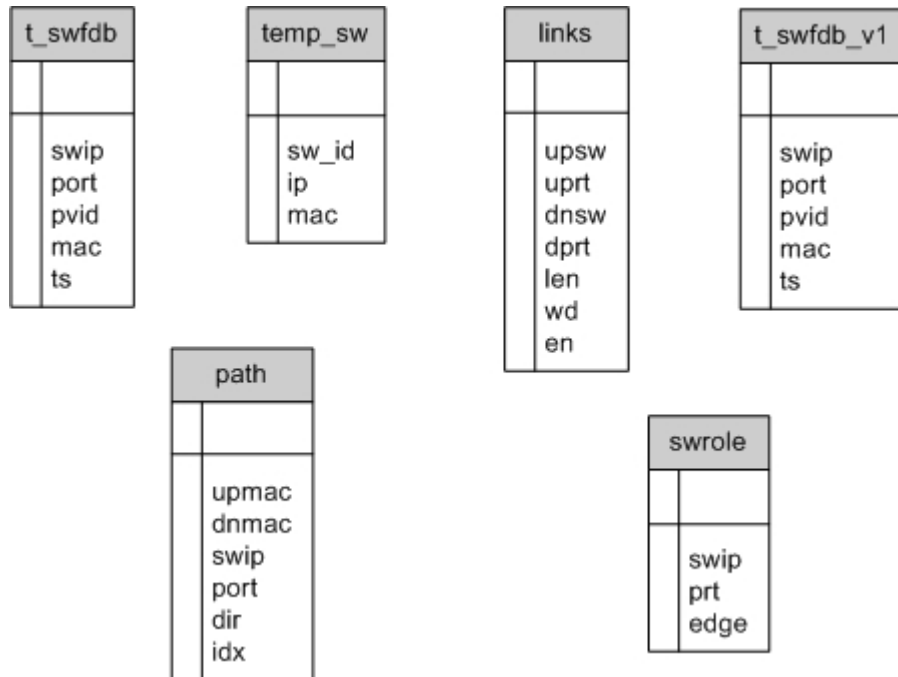 t_swfdb
swip
port
pvid
mac
ts
temp_sw
sw_id
ip
mac
links
upsw
uprt
dnsw
dprt
len
wd
en
t_swfdb_v1
swip
port
pvid
mac
ts
path
upmac
dnmac
swip
port
dir
idx
swrole
swip
prt
edge